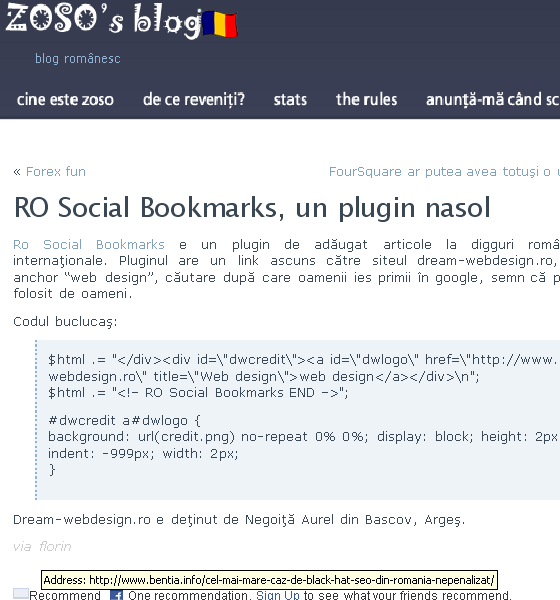 ZOSO's blog
blog românesc
cine este zoso de ce reveniți? stats the rules anunță-mă când sc
« Forex fun FourSquare ar putea avea totuși o u
RO Social Bookmarks, un plugin nasol
Ro Social Bookmarks e un plugin de adăugat articole la digguri româ
internaționale. Pluginul are un link ascuns către siteul dream-webdesign.ro,
anchor “web design”, căutare după care oamenii ies primii în google, semn că p
folosit de oameni.
Codul buclucaș:
$html .= "</div><div id=\"dwcredit\"><a id=\"dwlogo\" href=\"http://www.
webdesign.ro\" title=\"Web design\">web design</a></div>\n";
$html .= "<!– RO Social Bookmarks END –>";
#dwcredit a#dwlogo {
background: url(credit.png) no-repeat 0% 0%; display: block; height: 2px
indent: -999px; width: 2px;
}
Dream-webdesign.ro e deținut de Negoiță Aurel din Bascov, Argeș.
via florin
Address: http://www.bentia.info/cel-mai-mare-caz-de-black-hat-seo-din-romania-nepenalizat/
Recommend One recommendation. Sign Up to see what your friends recommend.